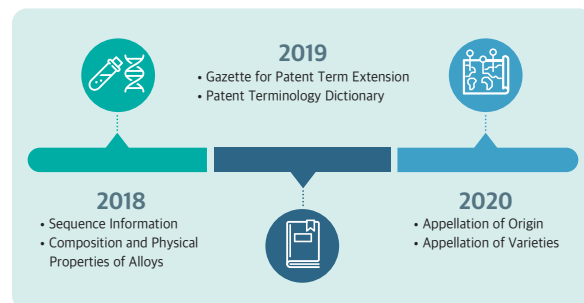 2019
• Gazette for Patent Term Extension
• Patent Terminology Dictionary
2018
• Sequence Information
• Composition and Physical
Properties of Alloys
2020
• Appellation of Origin
• Appellation of Varieties